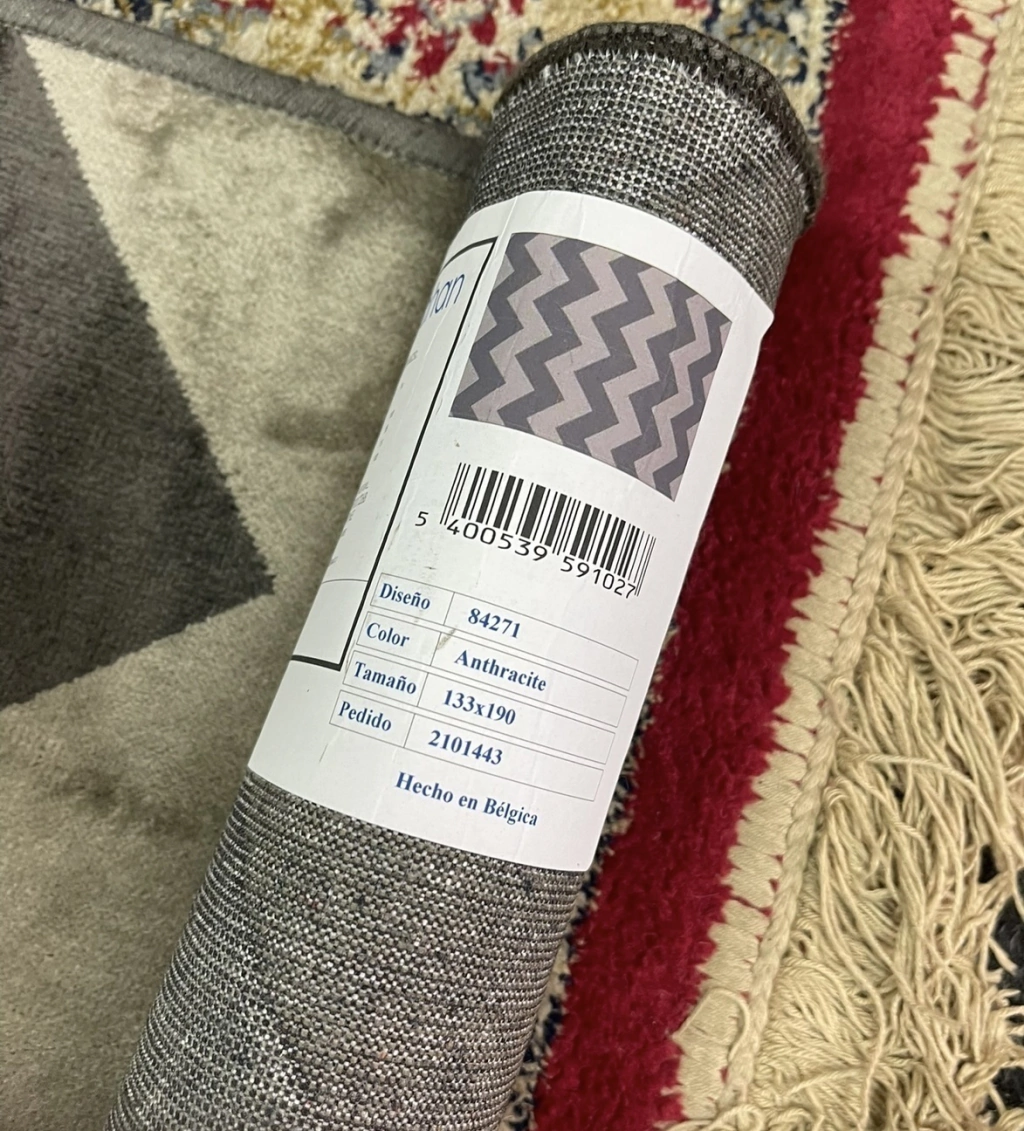 5 400539 591027
Diseño 84271
Color Anthracite
Tamaño 133x190
Pedido 2101443
Hecho en Bélgica